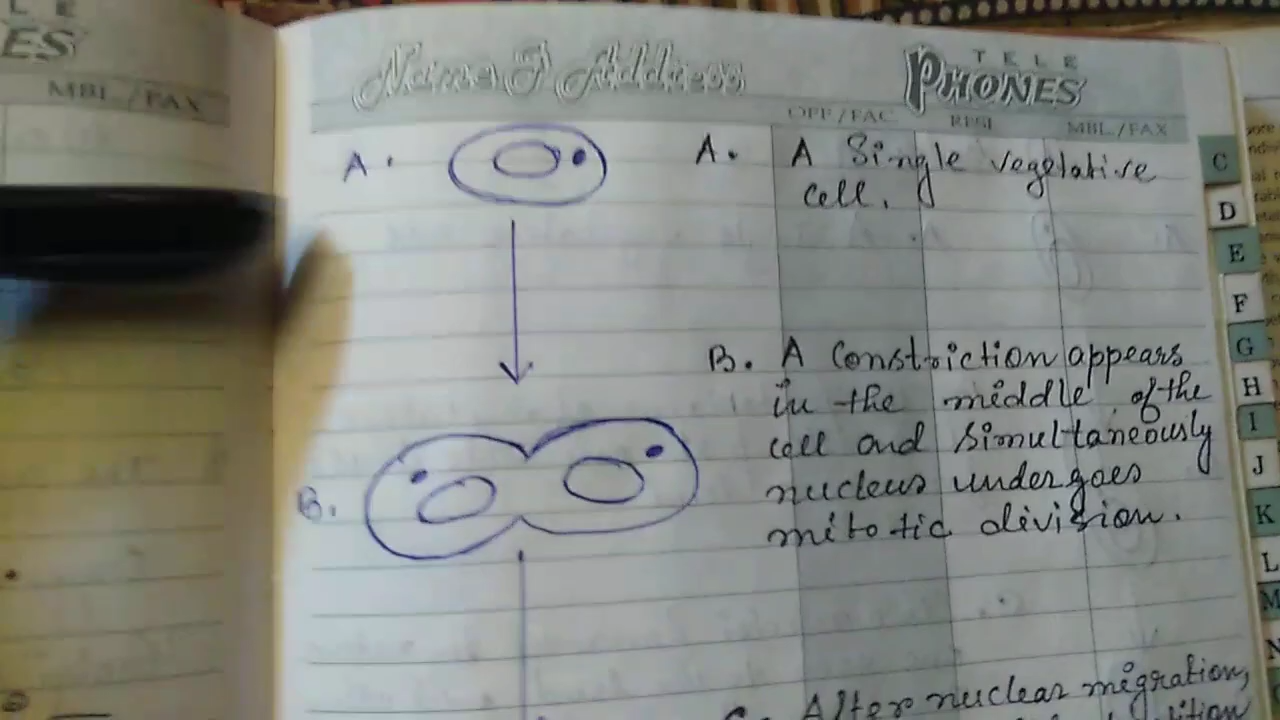 L E
ES
MBL/FAX
Name & Address
TELE
PHONES
OFF/FAC RESI MBL/FAX
A.
A. A Single vegetative
cell.
B. A Constriction appears
in the middle of the
cell and simultaneously
nucleus undergoes
mitotic division.
B.
C. After nuclear migration,
C
D
E
F
G
H
I
J
K
L
M
N